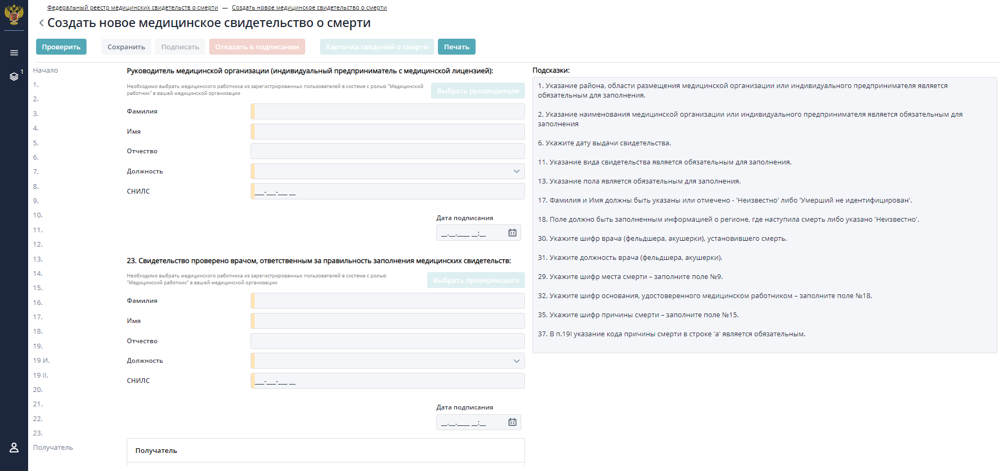 Федеральный реестр медицинских свидетельств о смерти — Создать новое медицинское свидетельство о смерти
Создать новое медицинское свидетельство о смерти
Проверить Сохранить Подписать Отказать в подписании Карточка сведений о смерти Печать
1
Начало
1.
2.
3.
4.
5.
6.
7.
8.
9.
10.
11.
12.
13.
14.
15.
16.
17.
18.
19.
19 И.
19 II.
20.
21.
22.
23.
Получатель
Руководитель медицинской организации (индивидуальный предприниматель с медицинской лицензией):
Необходимо выбрать медицинского работника из зарегистрированных пользователей в системе с ролью "Медицинский
работник" в вашей медицинской организации
Выбрать руководителя
Фамилия
Имя
Отчество
Должность
СНИЛС
___-___-___ __
Дата подписания
__.__.____ __:__
23. Свидетельство проверено врачом, ответственным за правильность заполнения медицинских свидетельств:
Необходимо выбрать медицинского работника из зарегистрированных пользователей в системе с ролью
"Медицинский работник" в вашей медицинской организации
Выбрать проверяющего
Фамилия
Имя
Отчество
Должность
СНИЛС
___-___-___ __
Дата подписания
__.__.____ __:__
Получатель
Подсказки:
1. Указание района, области размещения медицинской организации или индивидуального предпринимателя является
обязательным для заполнения.
2. Указание наименования медицинской организации или индивидуального предпринимателя является обязательным для
заполнения
6. Укажите дату выдачи свидетельства.
11. Указание вида свидетельства является обязательным для заполнения.
13. Указание пола является обязательным для заполнения.
17. Фамилия и Имя должны быть указаны или отмечено - 'Неизвестно' либо 'Умерший не идентифицирован'.
18. Поле должно быть заполненным информацией о регионе, где наступила смерть либо указано 'Неизвестно'.
30. Укажите шифр врача (фельдшера, акушерки), установившего смерть.
31. Укажите должность врача (фельдшера, акушерки).
29. Укажите шифр места смерти – заполните поле №9.
32. Укажите шифр основания, удостоверенного медицинском работником – заполните поле №18.
35. Укажите шифр причины смерти – заполните поле №15.
37. В п.19I указание кода причины смерти в строке 'а' является обязательным.